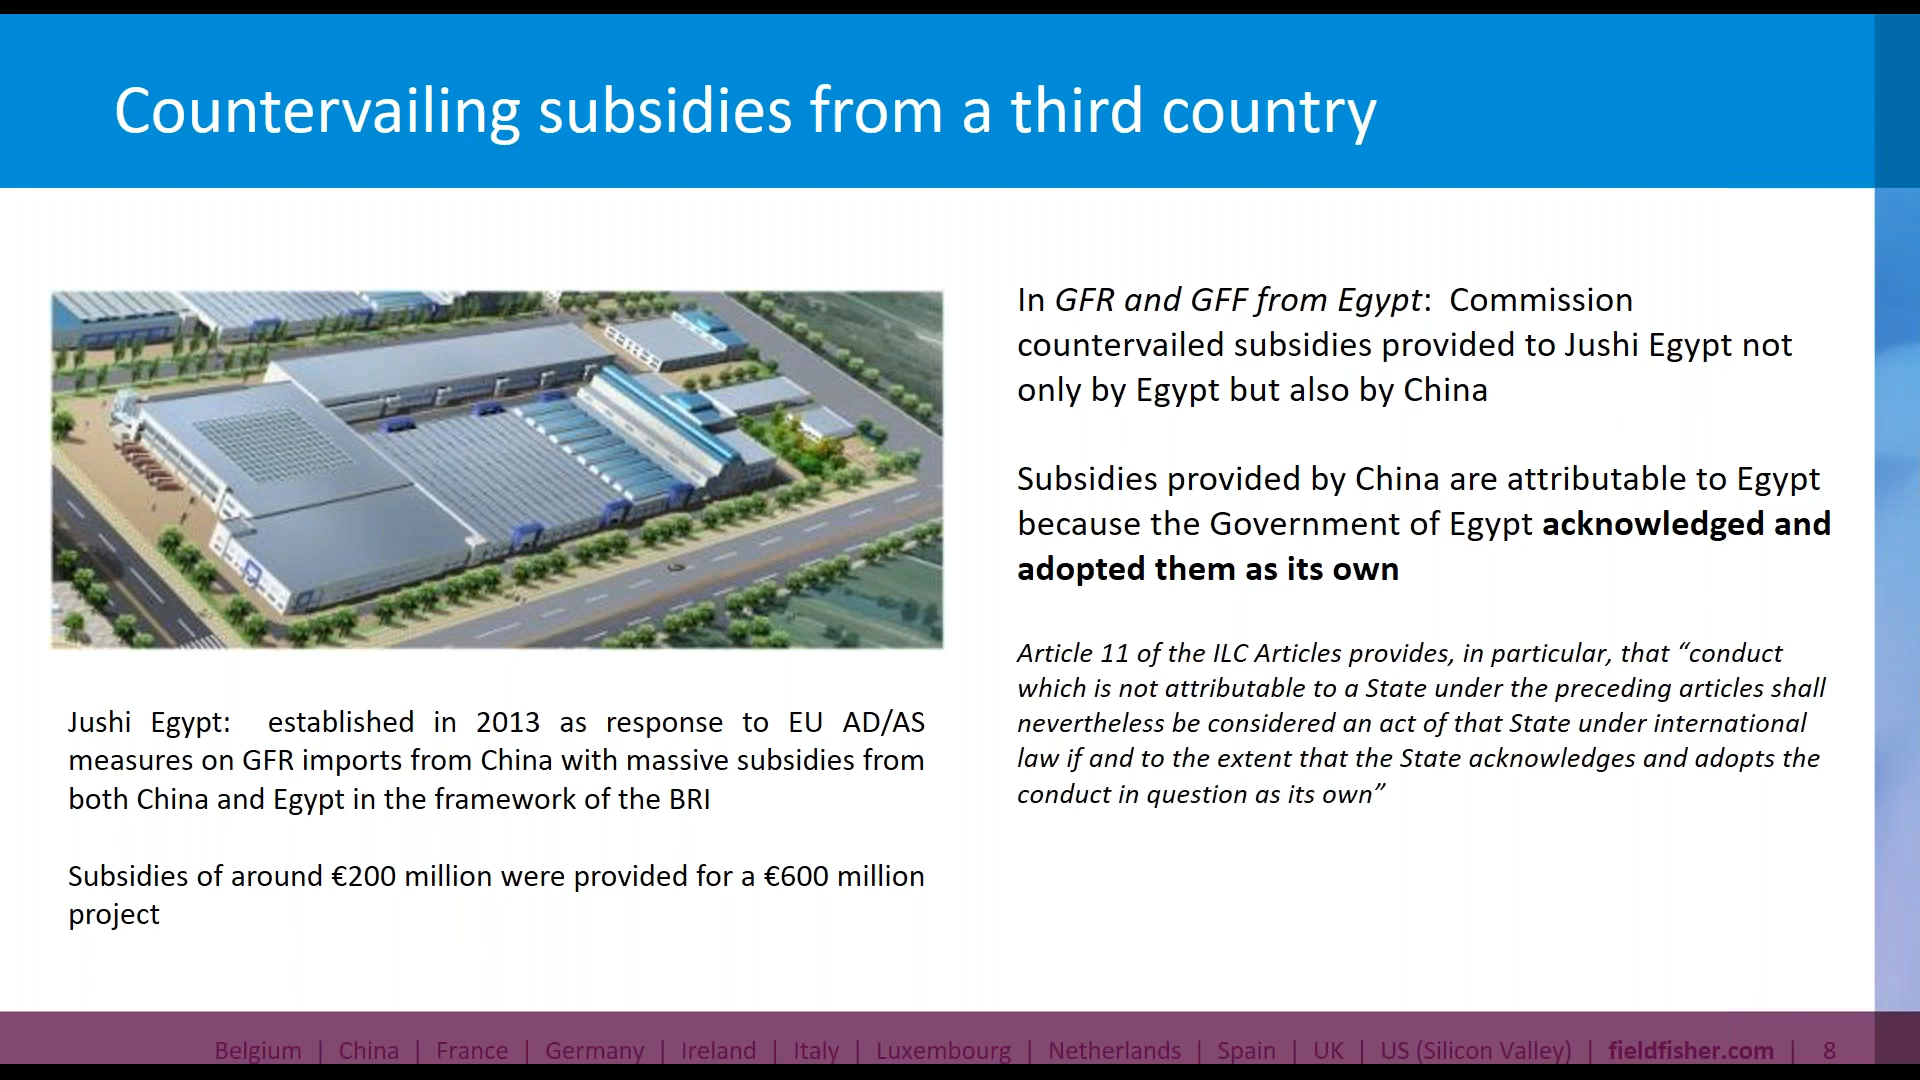 Countervailing subsidies from a third country
Jushi Egypt: established in 2013 as response to EU AD/AS
measures on GFR imports from China with massive subsidies from
both China and Egypt in the framework of the BRI
Subsidies of around €200 million were provided for a €600 million
project
In GFR and GFF from Egypt: Commission
countervailed subsidies provided to Jushi Egypt not
only by Egypt but also by China
Subsidies provided by China are attributable to Egypt
because the Government of Egypt acknowledged and
adopted them as its own
Article 11 of the ILC Articles provides, in particular, that “conduct
which is not attributable to a State under the preceding articles shall
nevertheless be considered an act of that State under international
law if and to the extent that the State acknowledges and adopts the
conduct in question as its own”
Belgium | China | France | Germany | Ireland | Italy | Luxembourg | Netherlands | Spain | UK | US (Silicon Valley) | fieldfisher.com | 8